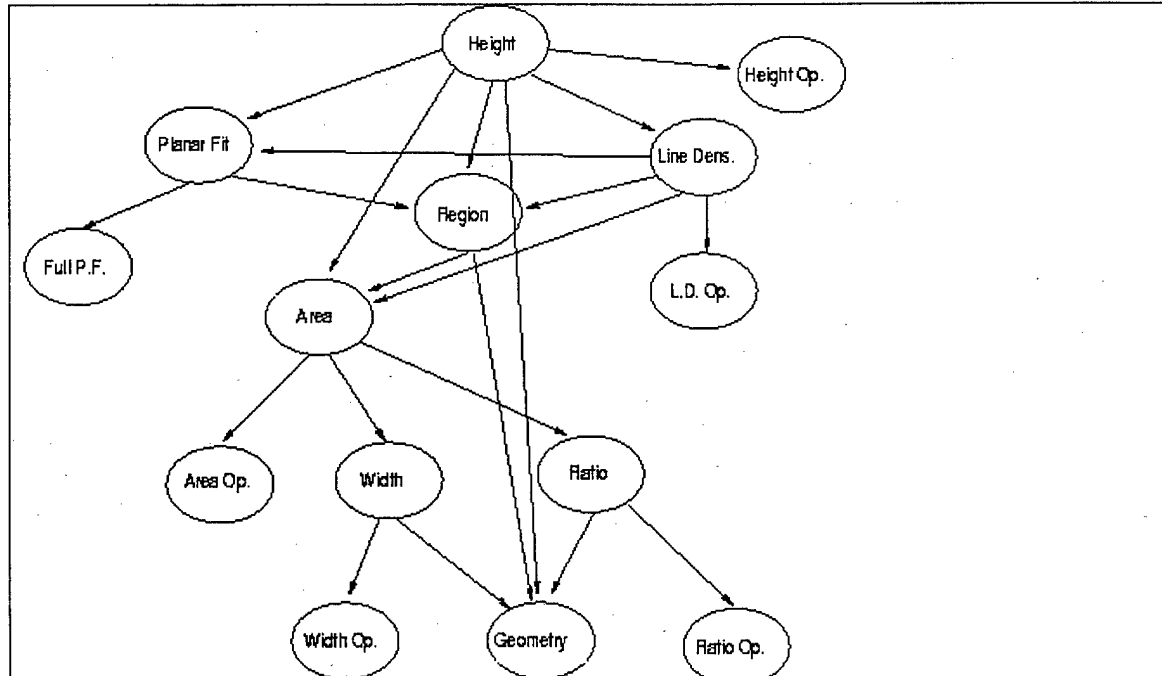 Height
Height Op.
Planar Fit
Line Dens.
Region
Full P.F.
L.D. Op.
Area
Area Op.
Width
Ratio
Width Op.
Geometry
Ratio Op.